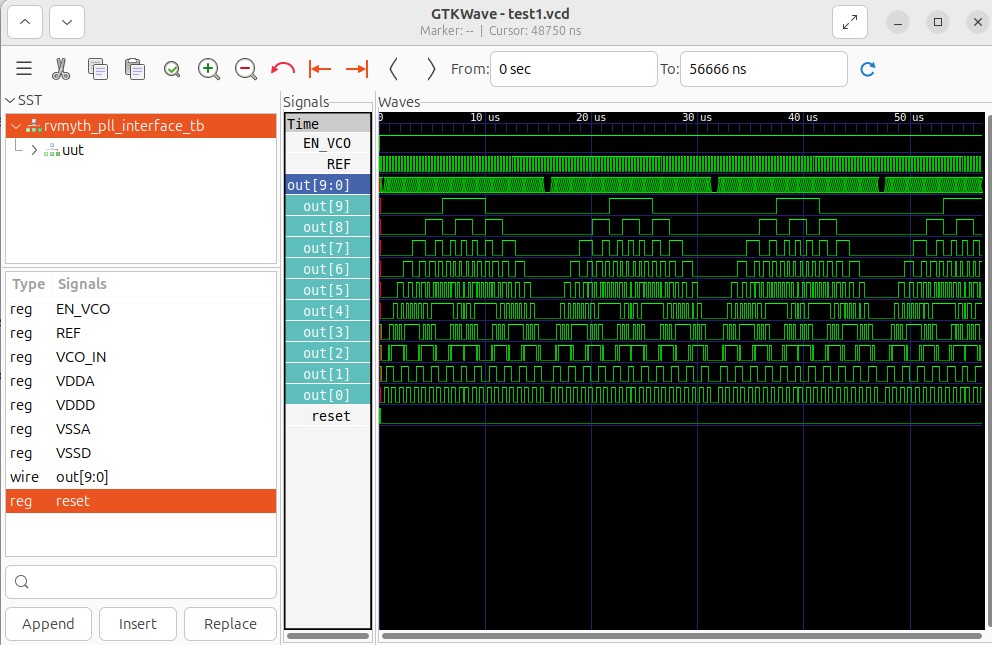 GTKWave - test1.vcd
Marker: -- | Cursor: 48750 ns
From: 0 sec To: 56666 ns
SST
rvmyth_pll_interface_tb
uut
Type Signals
reg EN_VCO
reg REF
reg VCO_IN
reg VDDA
reg VDDD
reg VSSA
reg VSSD
wire out[9:0]
reg reset
Append Insert Replace
Signals
Time
EN_VCO
REF
out[9:0]
out[9]
out[8]
out[7]
out[6]
out[5]
out[4]
out[3]
out[2]
out[1]
out[0]
reset
Waves
0 10 us 20 us 30 us 40 us 50 us